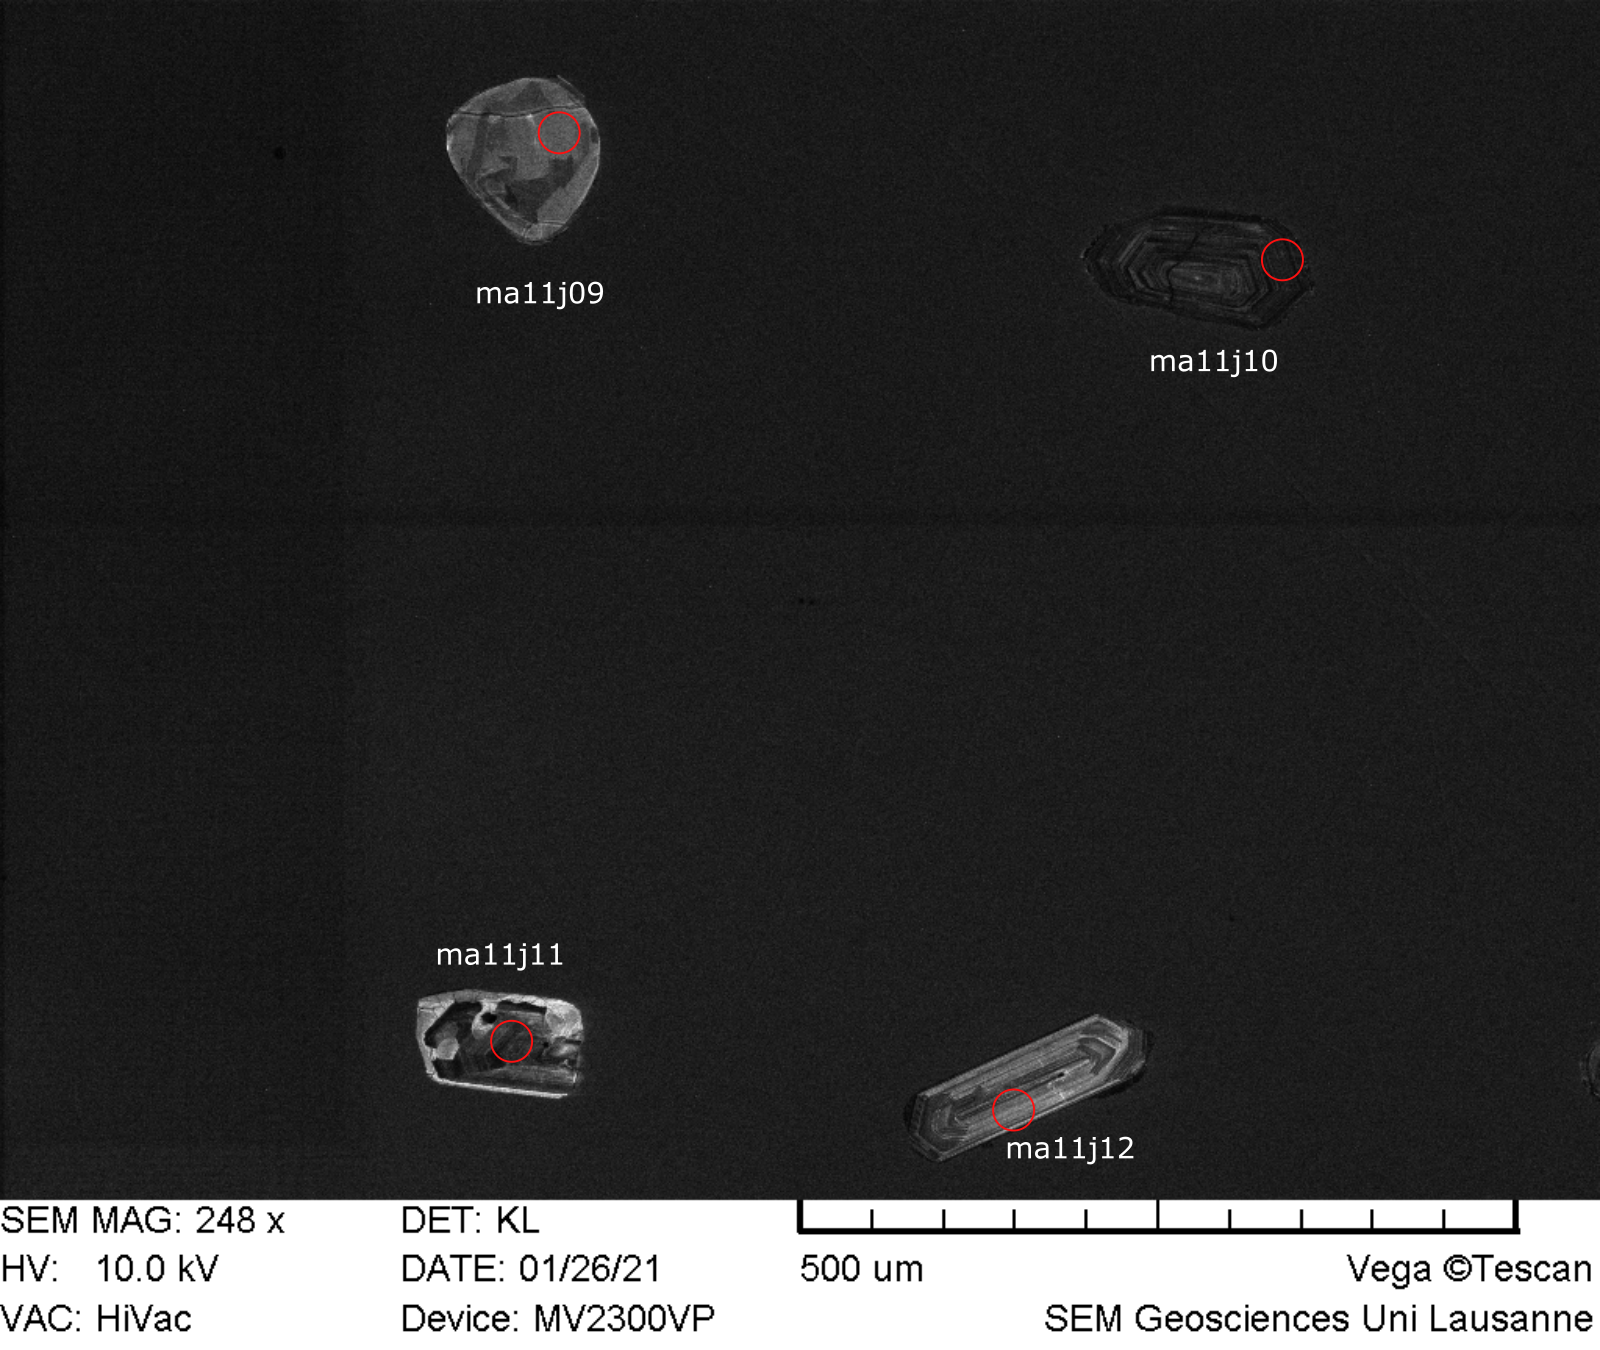 ma11j09
ma11j10
ma11j11
ma11j12
SEM MAG: 248 x
DET: KL
HV: 10.0 kV
DATE: 01/26/21
500 um
Vega ©Tescan
VAC: HiVac
Device: MV2300VP
SEM Geosciences Uni Lausanne